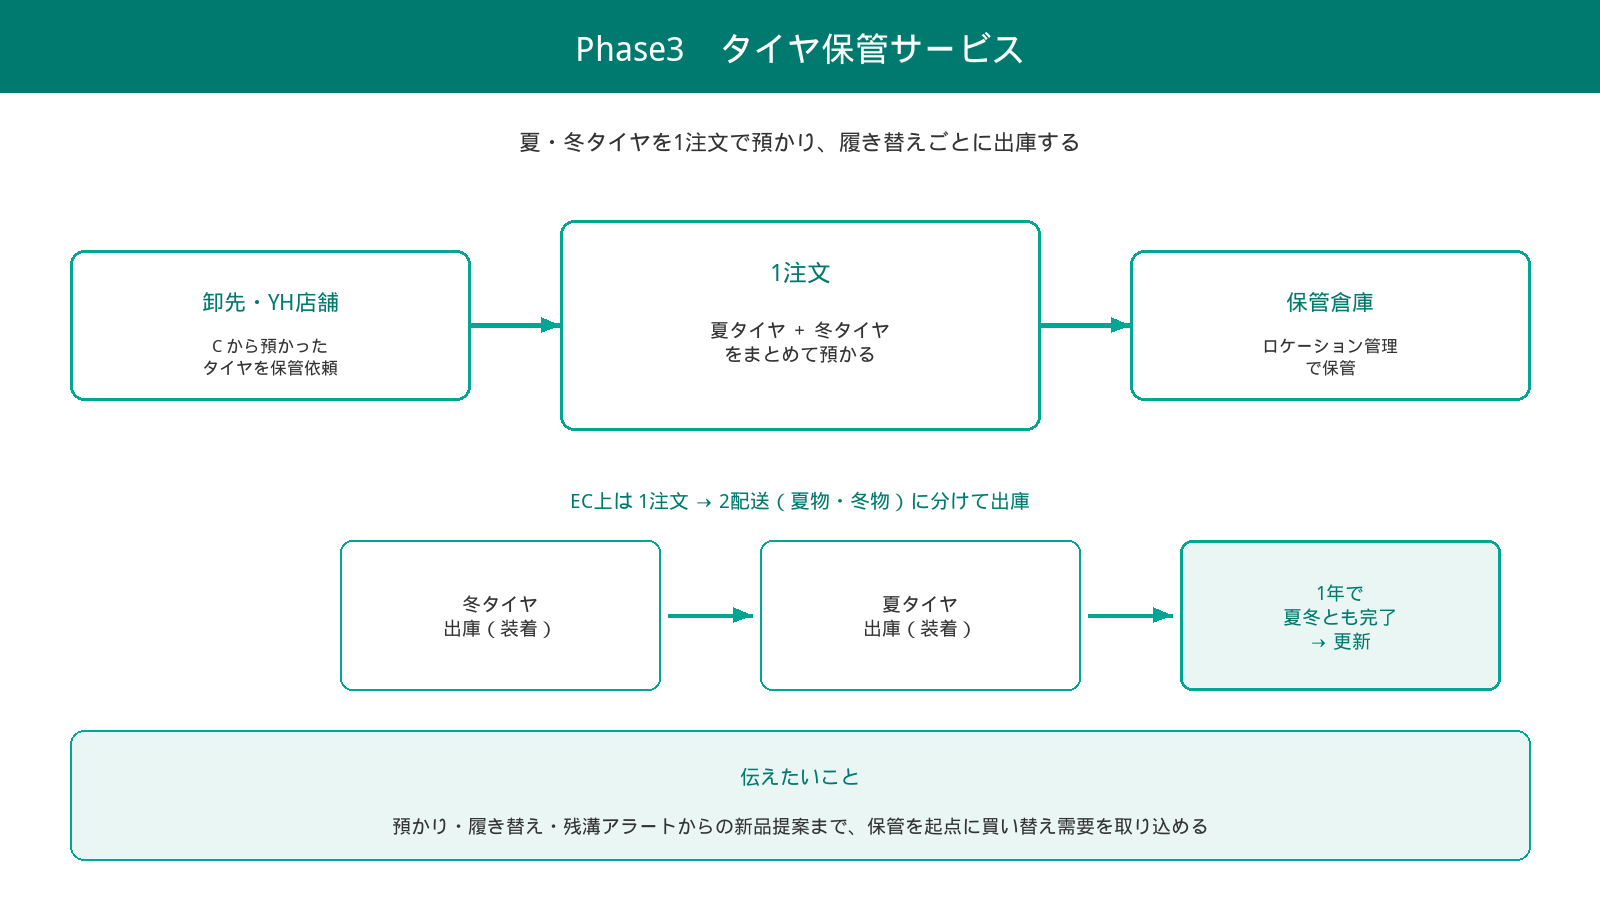 Phase3　タイヤ保管サービス
夏・冬タイヤを1注文で預かり、履き替えごとに出庫する
卸先・YH店舗
C から預かった
タイヤを保管依頼
1注文
夏タイヤ + 冬タイヤ
をまとめて預かる
保管倉庫
ロケーション管理
で保管
EC上は 1注文 → 2配送（夏物・冬物）に分けて出庫
冬タイヤ
出庫（装着）
夏タイヤ
出庫（装着）
1年で
夏冬とも完了
→ 更新
伝えたいこと
預かり・履き替え・残溝アラートからの新品提案まで、保管を起点に買い替え需要を取り込める